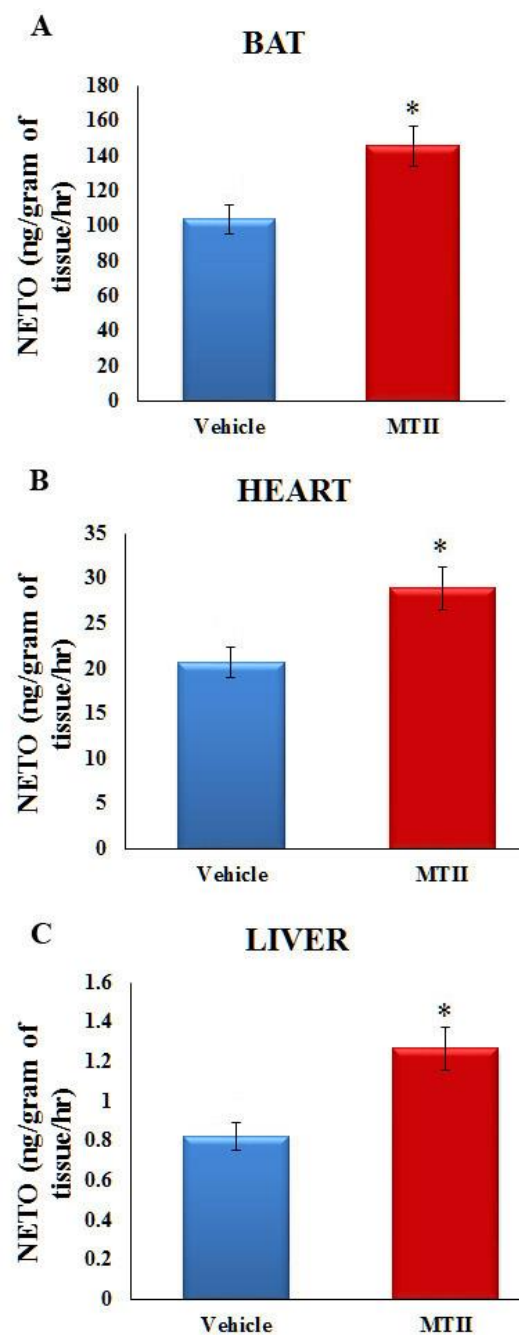 A
BAT
NETO (ng/gram of
tissue/hr)
180
160
140
120
100
80
60
40
20
0
*
Vehicle
MTII
B
HEART
NETO (ng/gram of
tissue/hr)
35
30
25
20
15
10
5
0
*
Vehicle
MTII
C
LIVER
NETO (ng/gram of
tissue/hr)
1.6
1.4
1.2
1
0.8
0.6
0.4
0.2
0
*
Vehicle
MTII